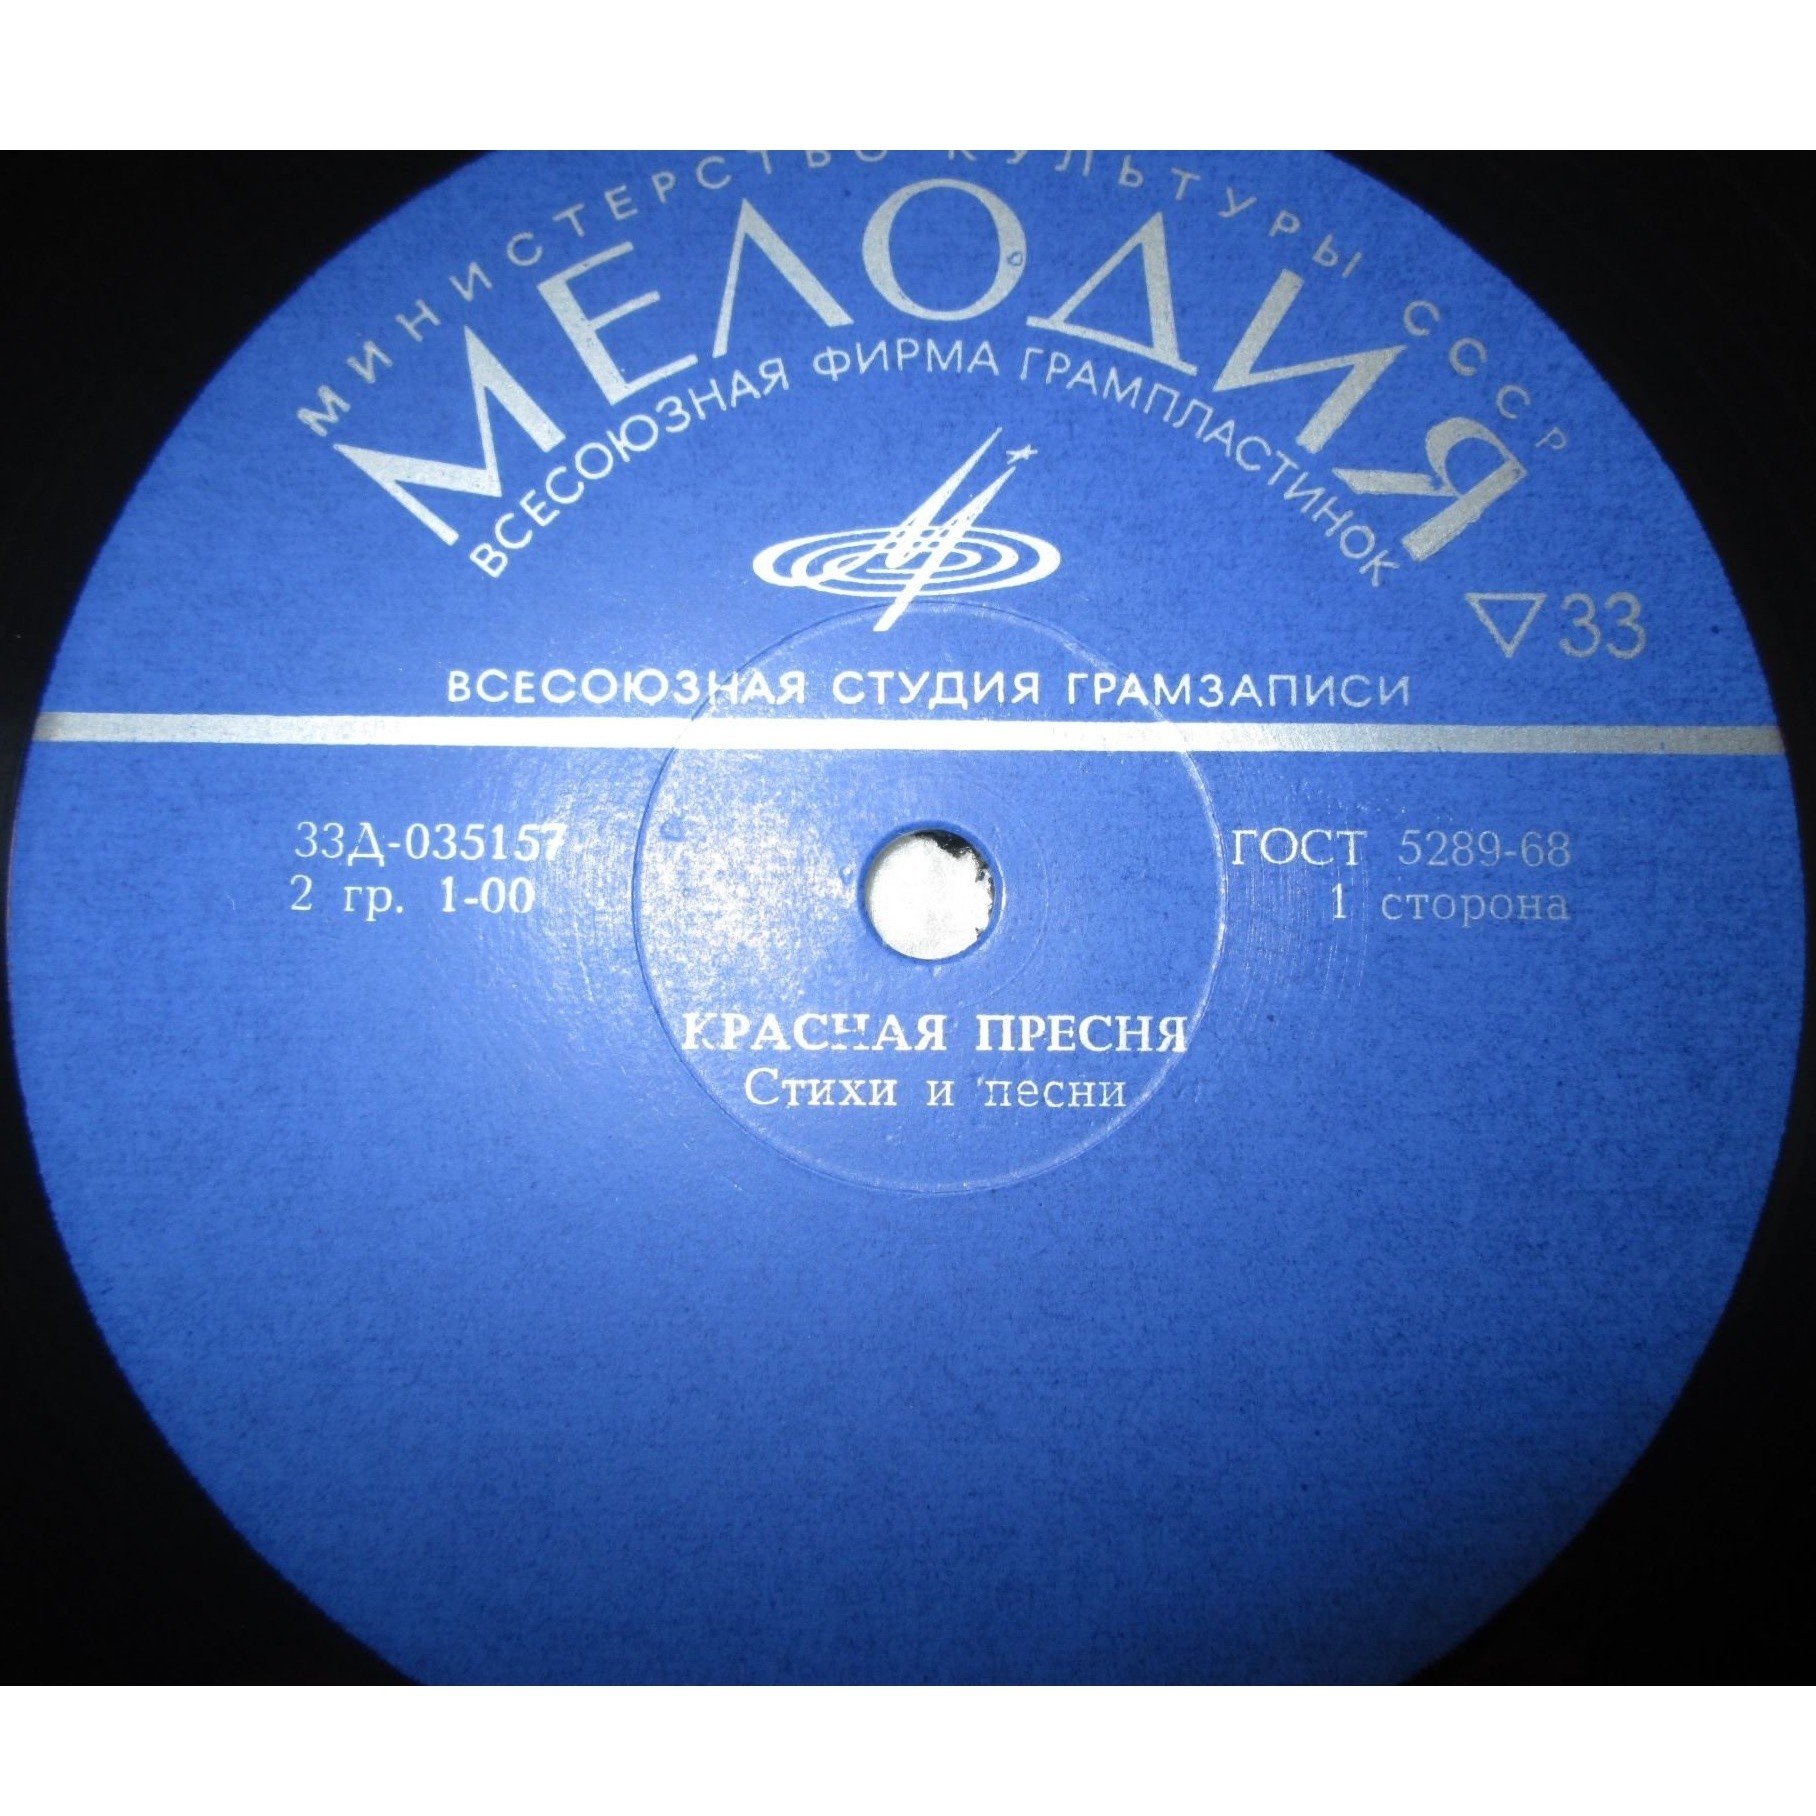 МИНИСТЕРСТВО КУЛЬТУРЫ СССР
МЕЛОДИЯ
ВСЕСОЮЗНАЯ ФИРМА ГРАМПЛАСТИНОК
▽33
ВСЕСОЮЗНАЯ СТУДИЯ ГРАМЗАПИСИ
33Д-035157
2 гр. 1-00
ГОСТ 5289-68
1 сторона
КРАСНАЯ ПРЕСНЯ
Стихи и песни